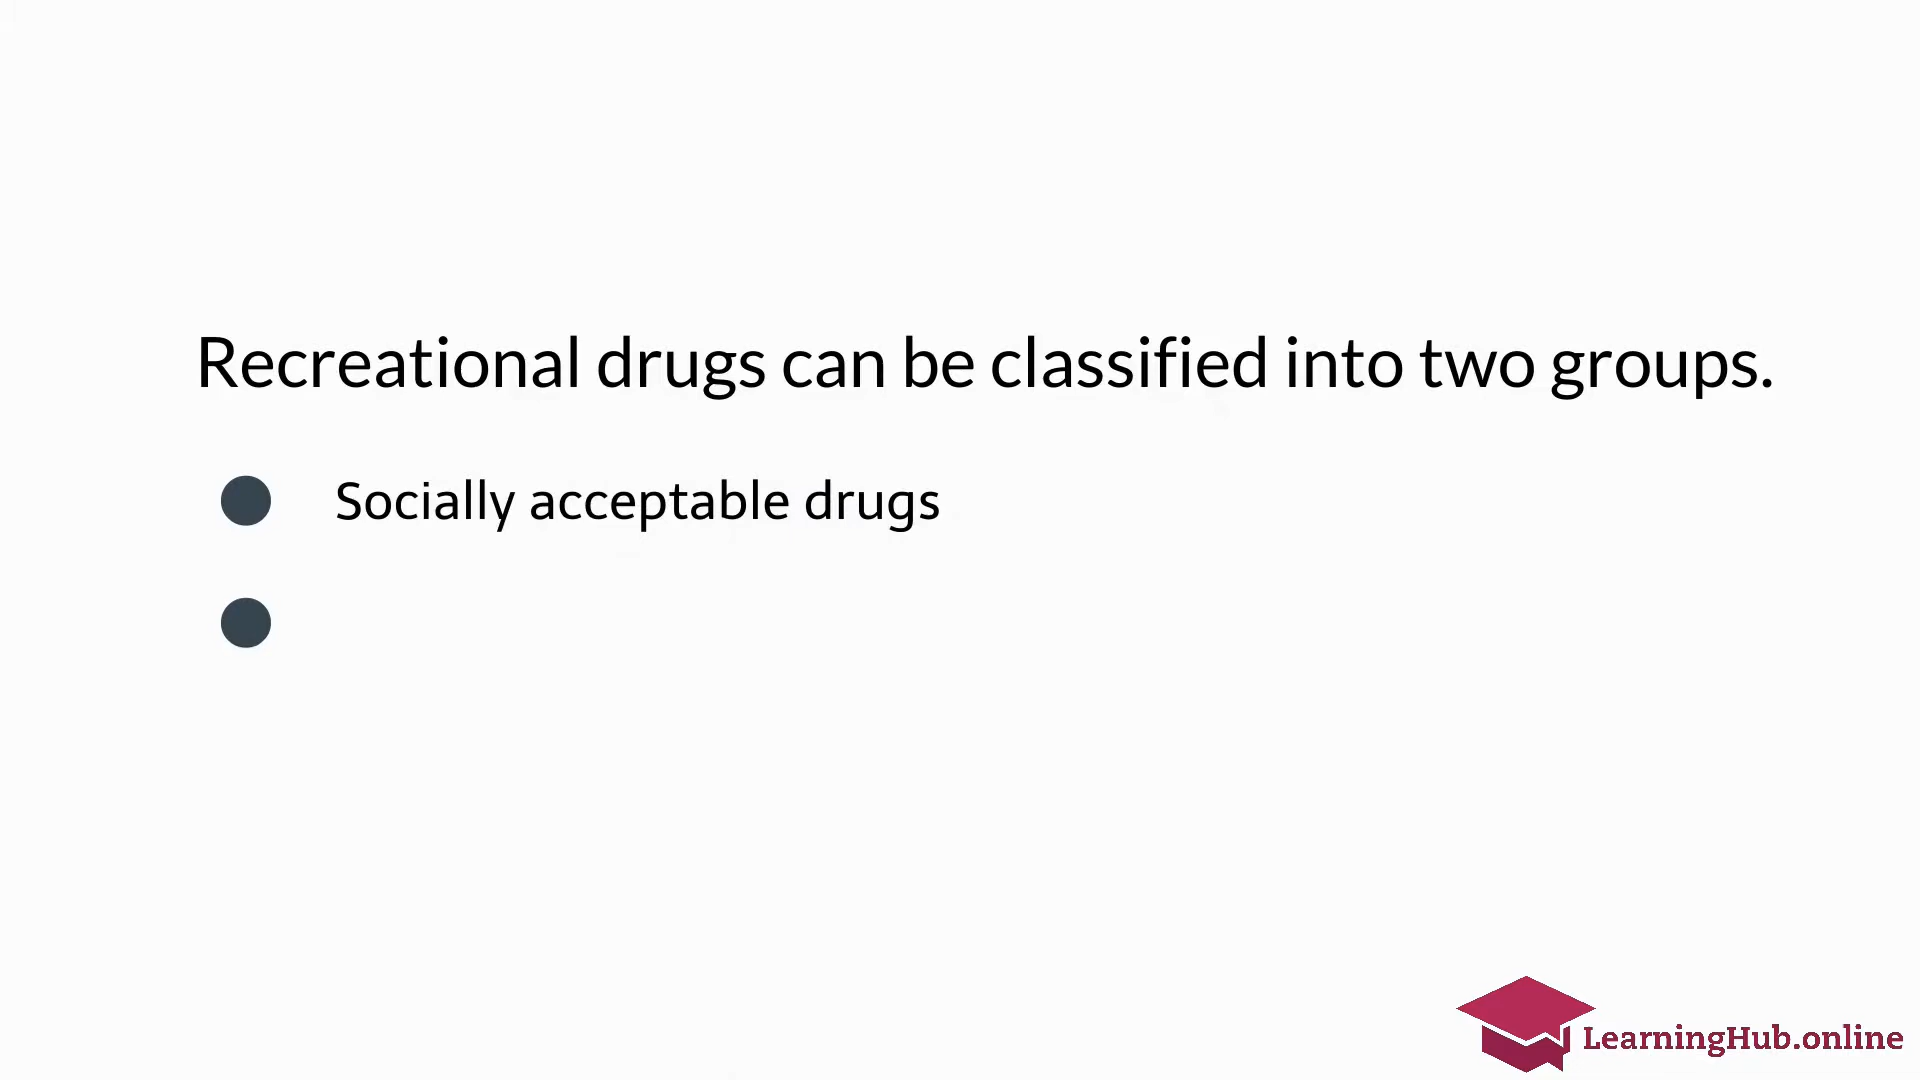 Recreational drugs can be classified into two groups.
Socially acceptable drugs
LearningHub.online